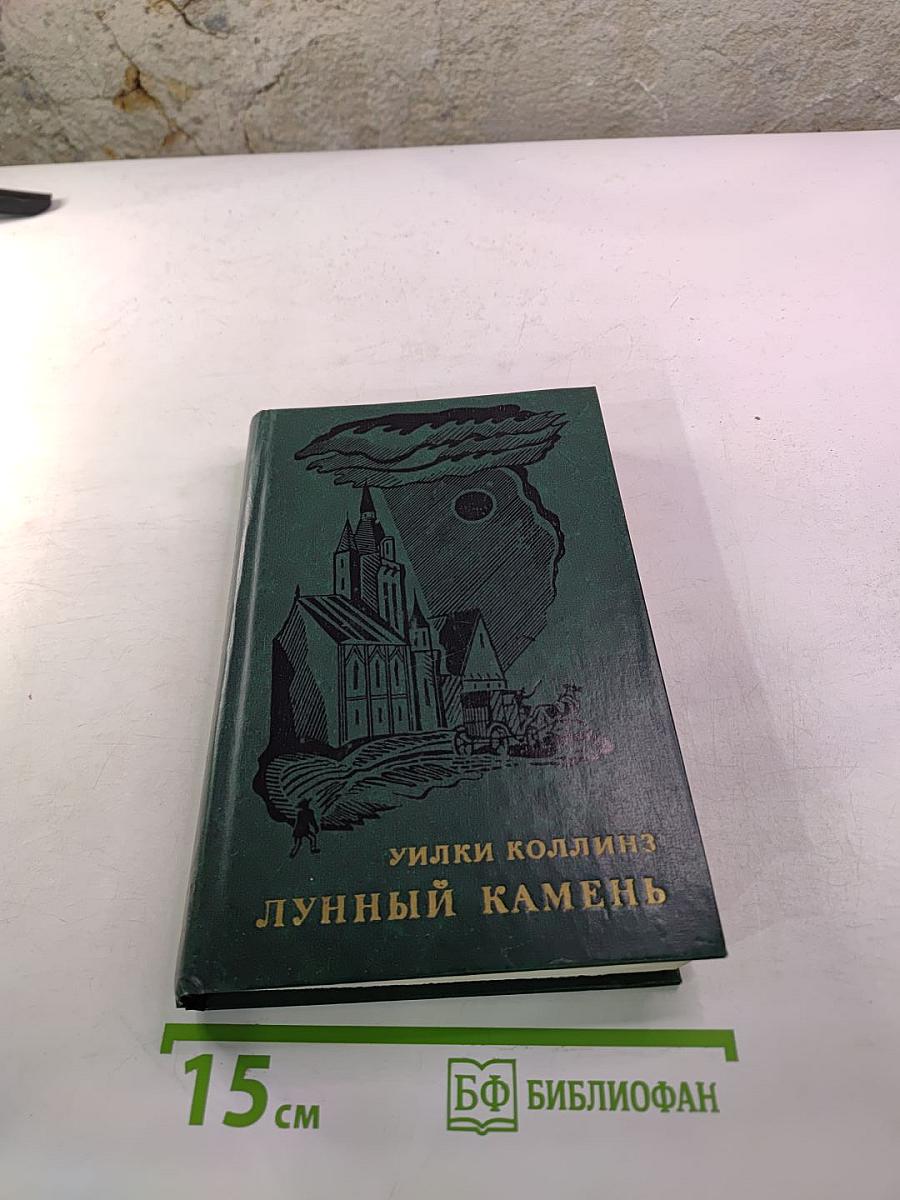 УИЛКИ КОЛЛИНЗ
ЛУННЫЙ КАМЕНЬ
15 см
БФ БИБЛИОФАН